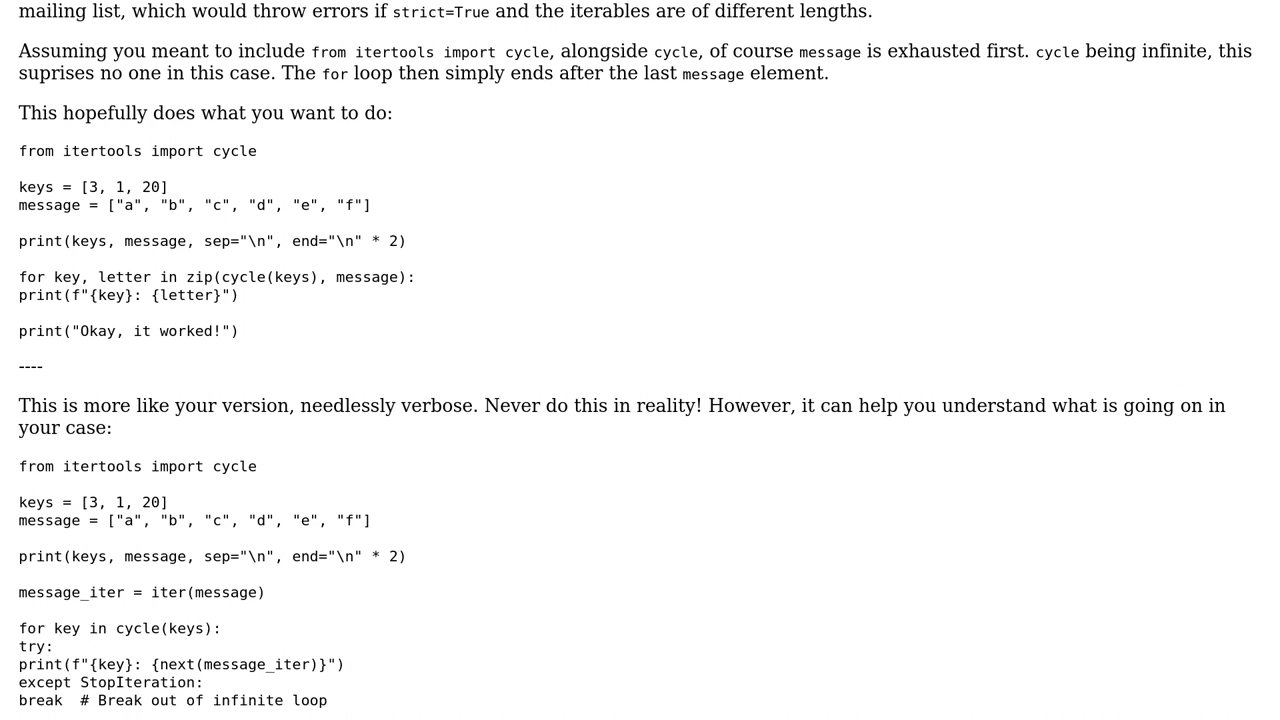 mailing list, which would throw errors if strict=True and the iterables are of different lengths.
Assuming you meant to include from itertools import cycle, alongside cycle, of course message is exhausted first. cycle being infinite, this
suprises no one in this case. The for loop then simply ends after the last message element.
This hopefully does what you want to do:
from itertools import cycle
keys = [3, 1, 20]
message = ["a", "b", "c", "d", "e", "f"]
print(keys, message, sep="\n", end="\n" * 2)
for key, letter in zip(cycle(keys), message):
print(f"{key}: {letter}")
print("Okay, it worked!")
----
This is more like your version, needlessly verbose. Never do this in reality! However, it can help you understand what is going on in
your case:
from itertools import cycle
keys = [3, 1, 20]
message = ["a", "b", "c", "d", "e", "f"]
print(keys, message, sep="\n", end="\n" * 2)
message_iter = iter(message)
for key in cycle(keys):
try:
print(f"{key}: {next(message_iter)}")
except StopIteration:
break  # Break out of infinite loop